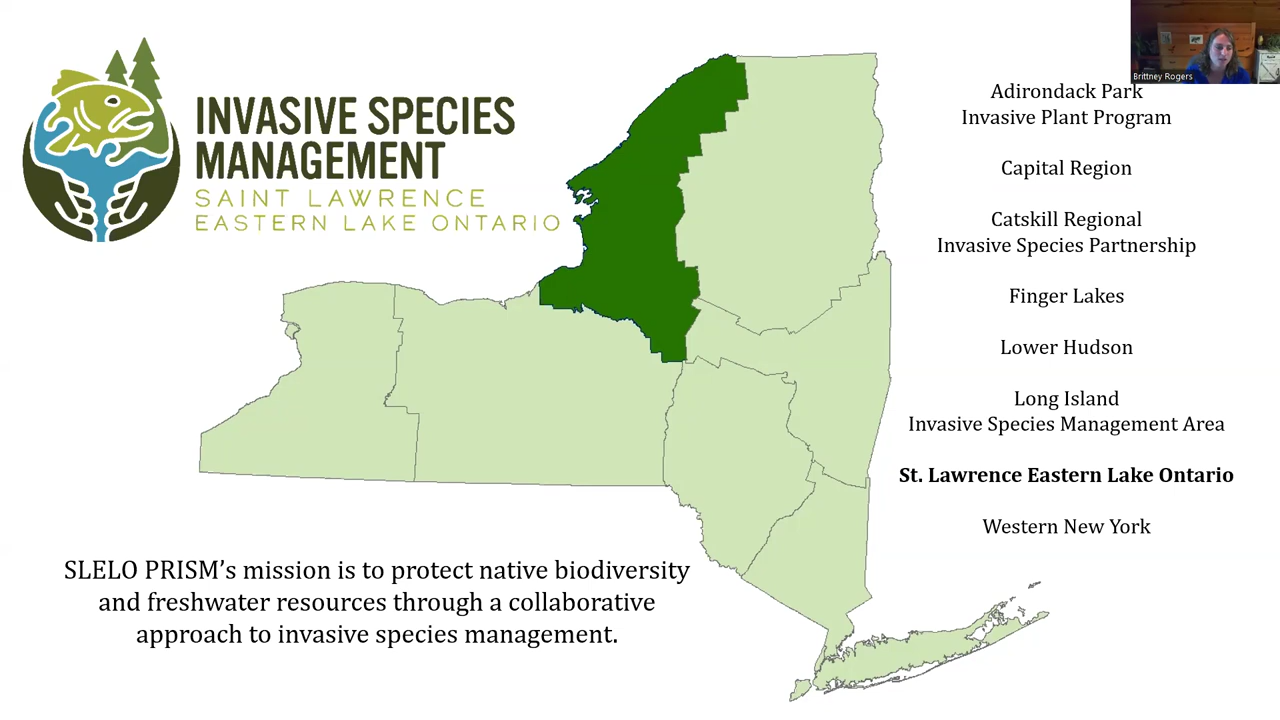 INVASIVE SPECIES
MANAGEMENT
SAINT LAWRENCE
EASTERN LAKE ONTARIO
Brittney Rogers
Adirondack Park
Invasive Plant Program
Capital Region
Catskill Regional
Invasive Species Partnership
Finger Lakes
Lower Hudson
Long Island
Invasive Species Management Area
St. Lawrence Eastern Lake Ontario
Western New York
SLELO PRISM’s mission is to protect native biodiversity
and freshwater resources through a collaborative
approach to invasive species management.